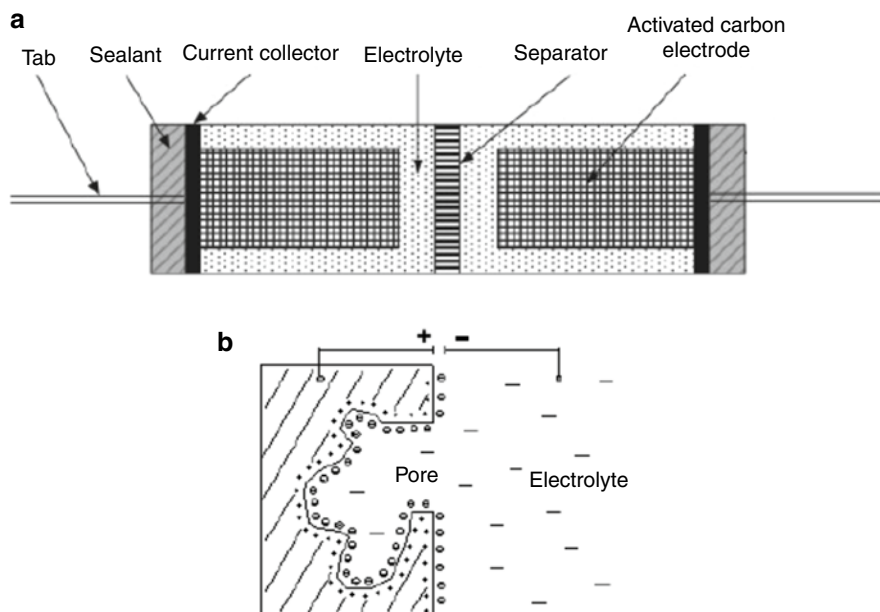 a
Tab
Sealant
Current collector
Electrolyte
Separator
Activated carbon
electrode
b
+ -
Pore
Electrolyte